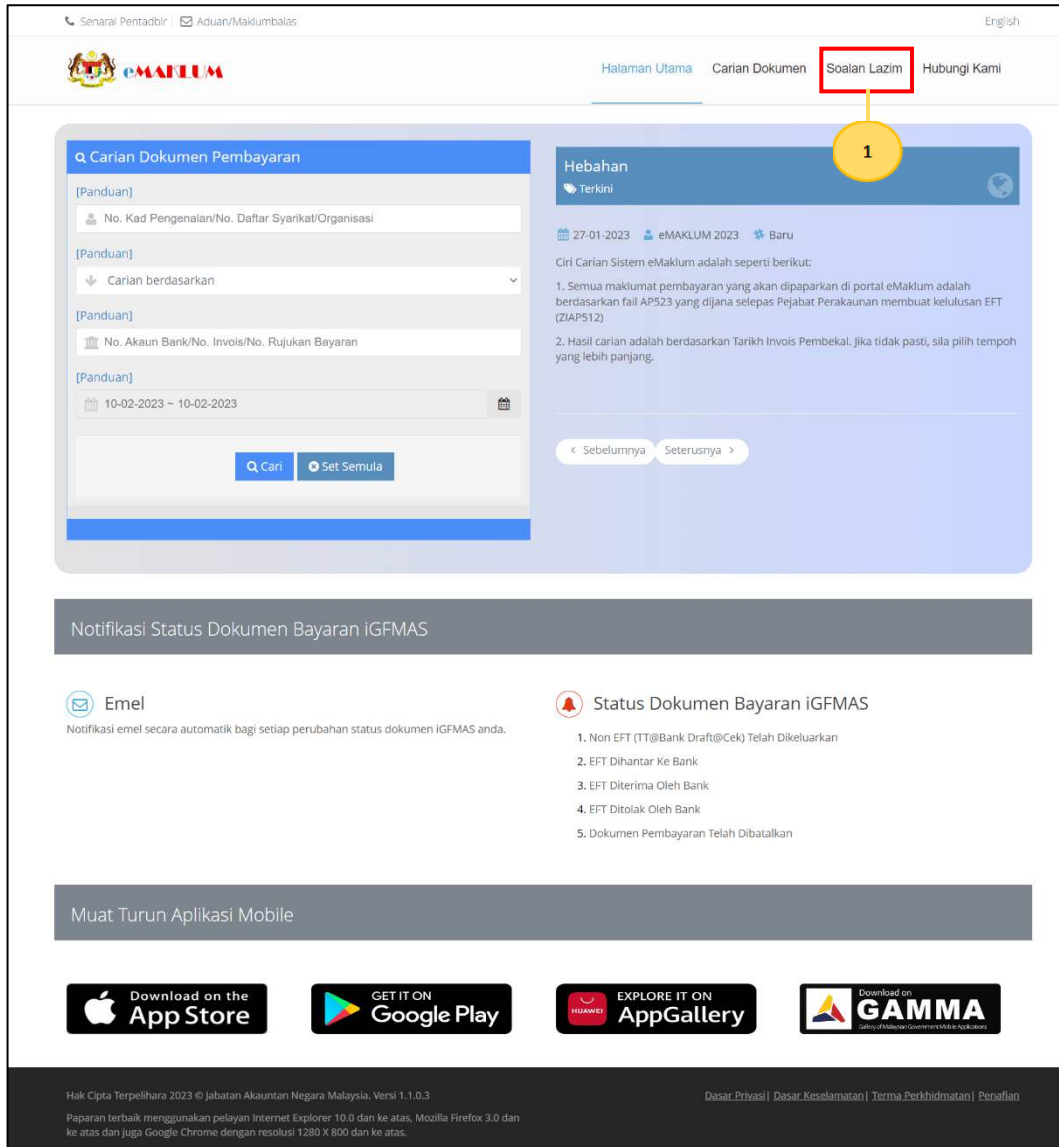 Senarai Pentadbir | Aduan/Maklumbalas English
eMAKLUM Halaman Utama Carian Dokumen Soalan Lazim Hubungi Kami
1
Carian Dokumen Pembayaran
[Panduan]
No. Kad Pengenalan/No. Daftar Syarikat/Organisasi
[Panduan]
Carian berdasarkan
[Panduan]
No. Akaun Bank/No. Invois/No. Rujukan Bayaran
[Panduan]
10-02-2023 ~ 10-02-2023
Cari Set Semula
Hebahan
Terkini
27-01-2023 eMAKLUM 2023 Baru
Ciri Carian Sistem eMaklum adalah seperti berikut:
1. Semua maklumat pembayaran yang akan dipaparkan di portal eMaklum adalah
berdasarkan fail AP523 yang dijana selepas Pejabat Perakaunan membuat kelulusan EFT
(ZIAP512)
2. Hasil carian adalah berdasarkan Tarikh Invois Pembekal. Jika tidak pasti, sila pilih tempoh
yang lebih panjang.
< Sebelumnya Seterusnya >
Notifikasi Status Dokumen Bayaran iGFMAS
Emel
Notifikasi emel secara automatik bagi setiap perubahan status dokumen iGFMAS anda.
Status Dokumen Bayaran iGFMAS
1. Non EFT (TT@Bank Draft@Cek) Telah Dikeluarkan
2. EFT Dihantar Ke Bank
3. EFT Diterima Oleh Bank
4. EFT Ditolak Oleh Bank
5. Dokumen Pembayaran Telah Dibatalkan
Muat Turun Aplikasi Mobile
Download on the
App Store
GET IT ON
Google Play
HUAWEI
EXPLORE IT ON
AppGallery
Download on
GAMMA
Gallery of Malaysian Government Mobile Applications
Hak Cipta Terpelihara 2023 © Jabatan Akauntan Negara Malaysia. Versi 1.1.0.3
Paparan terbaik menggunakan pelayan Internet Explorer 10.0 dan ke atas, Mozilla Firefox 3.0 dan
ke atas dan juga Google Chrome dengan resolusi 1280 X 800 dan ke atas.
Dasar Privasi| Dasar Keselamatan| Terma Perkhidmatan| Penafian